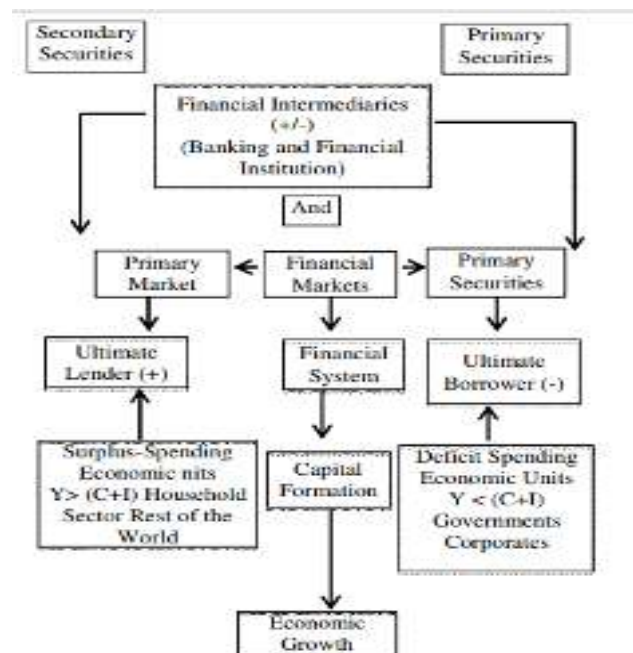 Secondary
Securities
Primary
Securities
Financial Intermediaries
(+/-)
(Banking and Financial
Institution)
And
Primary
Market
Financial
Markets
Primary
Securities
Ultimate
Lender (+)
Financial
System
Ultimate
Borrower (-)
Surplus-Spending
Economic nits
Y> (C+I) Household
Sector Rest of the
World
Capital
Formation
Deficit Spending
Economic Units
Y < (C+I)
Governments
Corporates
Economic
Growth